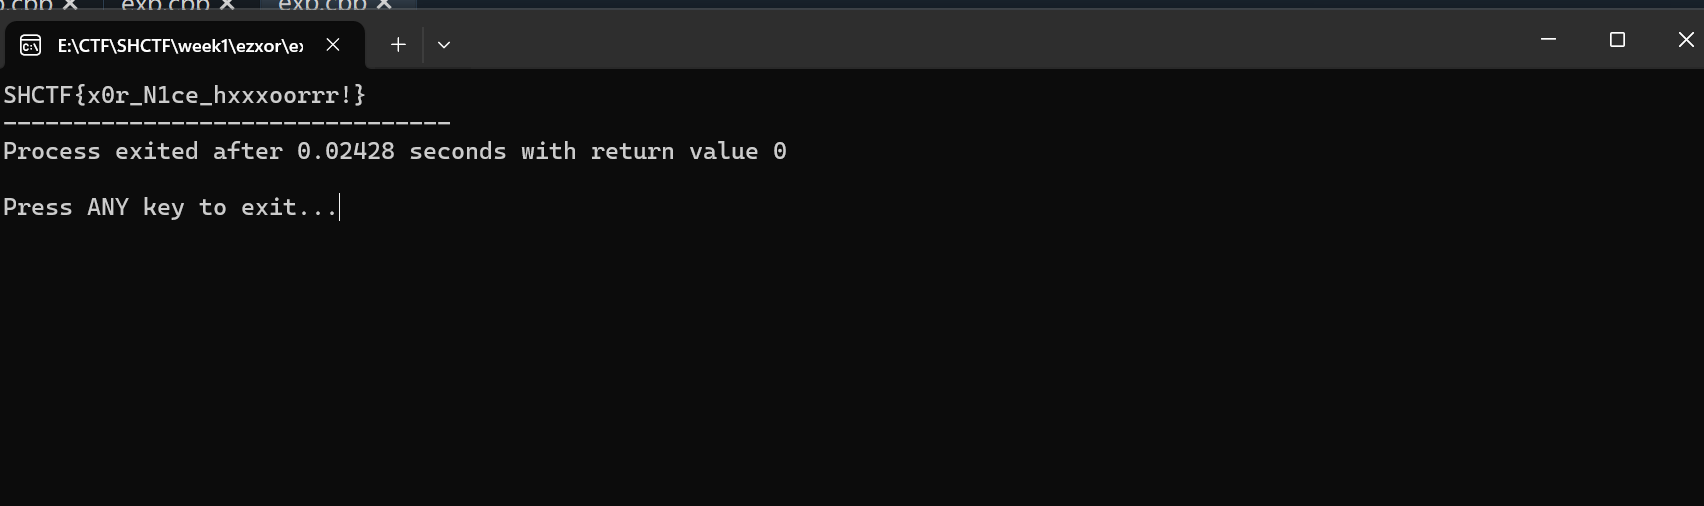 exp.cpp ✕
exp.cpp ✕
E:\CTF\SHCTF\week1\ezxor\ex
SHCTF{x0r_N1ce_hxxxoorrr!}
--------------------------------
Process exited after 0.02428 seconds with return value 0
Press ANY key to exit...